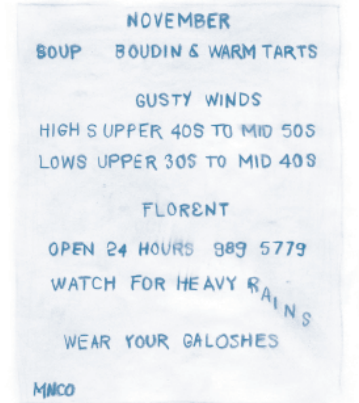 NOVEMBER
SOUP BOUDIN & WARM TARTS
GUSTY WINDS
HIGHS UPPER 40S TO MID 50S
LOWS UPPER 30S TO MID 40S
FLORENT
OPEN 24 HOURS 989 5779
WATCH FOR HEAVY RAINS
WEAR YOUR GALOSHES
MNCO